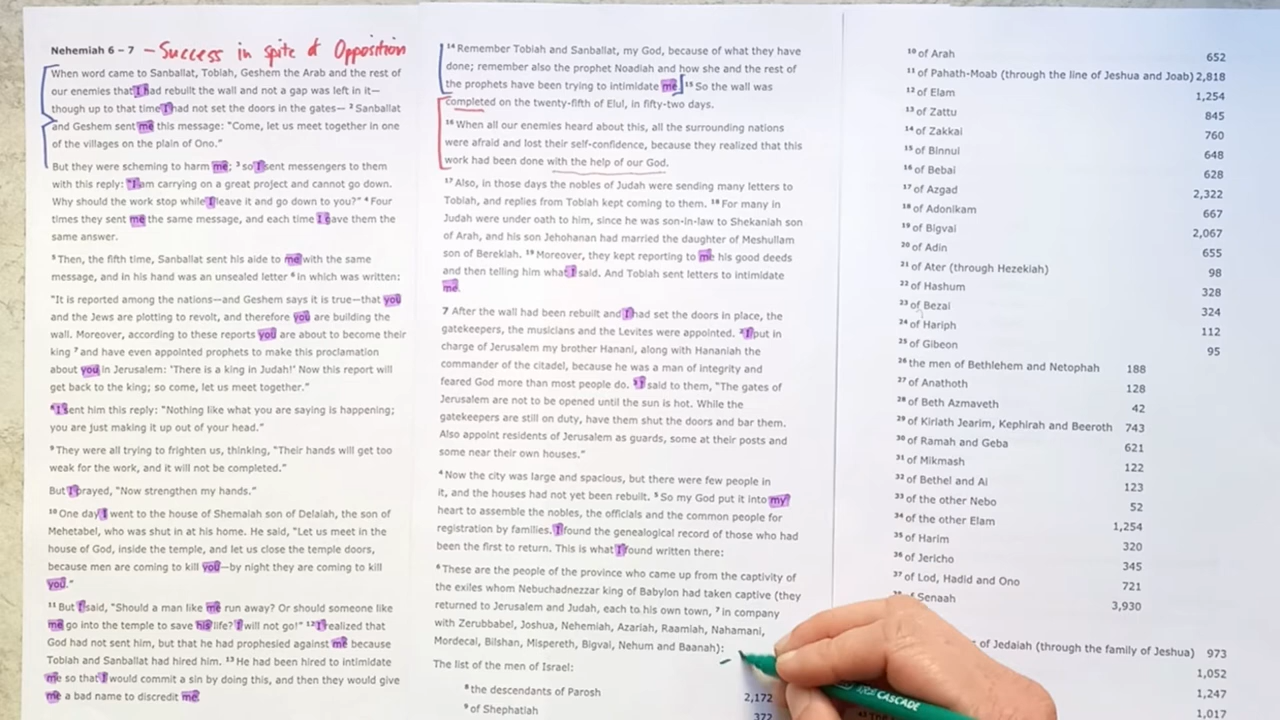 Nehemiah 6 – 7 – Success in spite of Opposition
When word came to Sanballat, Tobiah, Geshem the Arab and the rest of
our enemies that I had rebuilt the wall and not a gap was left in it—
though up to that time I had not set the doors in the gates— 2 Sanballat
and Geshem sent me this message: “Come, let us meet together in one
of the villages on the plain of Ono.”
But they were scheming to harm me; 3 so I sent messengers to them
with this reply: “I am carrying on a great project and cannot go down.
Why should the work stop while I leave it and go down to you?” 4 Four
times they sent me the same message, and each time I gave them the
same answer.
5 Then, the fifth time, Sanballat sent his aide to me with the same
message, and in his hand was an unsealed letter 6 in which was written:
“It is reported among the nations—and Geshem says it is true—that you
and the Jews are plotting to revolt, and therefore you are building the
wall. Moreover, according to these reports you are about to become their
king 7 and have even appointed prophets to make this proclamation
about you in Jerusalem: ‘There is a king in Judah!’ Now this report will
get back to the king; so come, let us meet together.”
8 I sent him this reply: “Nothing like what you are saying is happening;
you are just making it up out of your head.”
9 They were all trying to frighten us, thinking, “Their hands will get too
weak for the work, and it will not be completed.”
But I prayed, “Now strengthen my hands.”
10 One day I went to the house of Shemaiah son of Delaiah, the son of
Mehetabel, who was shut in at his home. He said, “Let us meet in the
house of God, inside the temple, and let us close the temple doors,
because men are coming to kill you—by night they are coming to kill
you.”
11 But I said, “Should a man like me run away? Or should someone like
me go into the temple to save his life? I will not go!” 12 I realized that
God had not sent him, but that he had prophesied against me because
Tobiah and Sanballat had hired him. 13 He had been hired to intimidate
me so that I would commit a sin by doing this, and then they would give
me a bad name to discredit me.
14 Remember Tobiah and Sanballat, my God, because of what they have
done; remember also the prophet Noadiah and how she and the rest of
the prophets have been trying to intimidate me. 15 So the wall was
completed on the twenty-fifth of Elul, in fifty-two days.
16 When all our enemies heard about this, all the surrounding nations
were afraid and lost their self-confidence, because they realized that this
work had been done with the help of our God.
17 Also, in those days the nobles of Judah were sending many letters to
Tobiah, and replies from Tobiah kept coming to them. 18 For many in
Judah were under oath to him, since he was son-in-law to Shekaniah son
of Arah, and his son Jehohanan had married the daughter of Meshullam
son of Berekiah. 19 Moreover, they kept reporting to me his good deeds
and then telling him what I said. And Tobiah sent letters to intimidate
me.
7 After the wall had been rebuilt and I had set the doors in place, the
gatekeepers, the musicians and the Levites were appointed. 2 I put in
charge of Jerusalem my brother Hanani, along with Hananiah the
commander of the citadel, because he was a man of integrity and
feared God more than most people do. 3 I said to them, “The gates of
Jerusalem are not to be opened until the sun is hot. While the
gatekeepers are still on duty, have them shut the doors and bar them.
Also appoint residents of Jerusalem as guards, some at their posts and
some near their own houses.”
4 Now the city was large and spacious, but there were few people in
it, and the houses had not yet been rebuilt. 5 So my God put it into my
heart to assemble the nobles, the officials and the common people for
registration by families. I found the genealogical record of those who had
been the first to return. This is what I found written there:
6 These are the people of the province who came up from the captivity of
the exiles whom Nebuchadnezzar king of Babylon had taken captive (they
returned to Jerusalem and Judah, each to his own town, 7 in company
with Zerubbabel, Joshua, Nehemiah, Azariah, Raamiah, Nahamani,
Mordecai, Bilshan, Mispereth, Bigvai, Nehum and Baanah):
The list of the men of Israel:
8 the descendants of Parosh 2,172
9 of Shephatiah 372
10 of Arah 652
11 of Pahath-Moab (through the line of Jeshua and Joab) 2,818
12 of Elam 1,254
13 of Zattu 845
14 of Zakkai 760
15 of Binnui 648
16 of Bebai 628
17 of Azgad 2,322
18 of Adonikam 667
19 of Bigvai 2,067
20 of Adin 655
21 of Ater (through Hezekiah) 98
22 of Hashum 328
23 of Bezai 324
24 of Hariph 112
25 of Gibeon 95
26 the men of Bethlehem and Netophah 188
27 of Anathoth 128
28 of Beth Azmaveth 42
29 of Kiriath Jearim, Kephirah and Beeroth 743
30 of Ramah and Geba 621
31 of Mikmash 122
32 of Bethel and Ai 123
33 of the other Nebo 52
34 of the other Elam 1,254
35 of Harim 320
36 of Jericho 345
37 of Lod, Hadid and Ono 721
of Senaah 3,930
of Jedaiah (through the family of Jeshua) 973
1,052
1,247
1,017
CASCADE